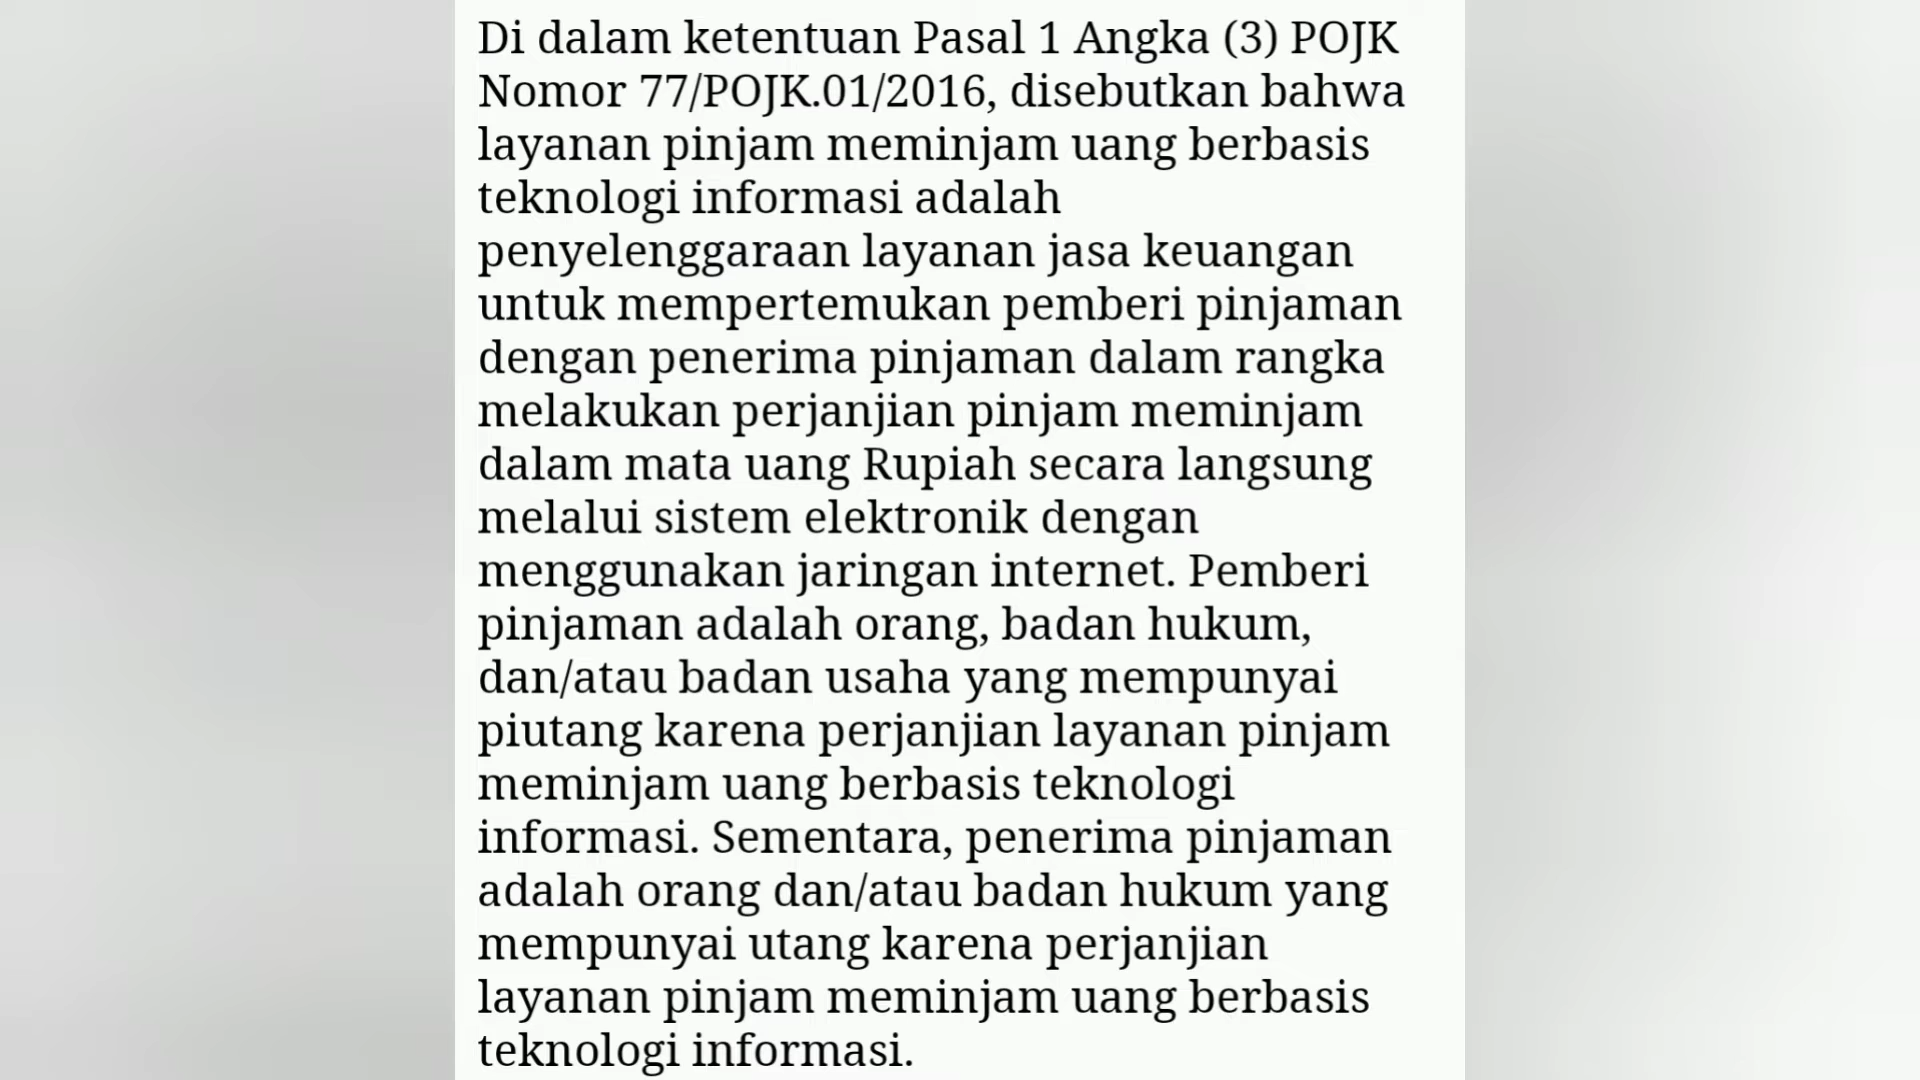 Di dalam ketentuan Pasal 1 Angka (3) POJK
Nomor 77/POJK.01/2016, disebutkan bahwa
layanan pinjam meminjam uang berbasis
teknologi informasi adalah
penyelenggaraan layanan jasa keuangan
untuk mempertemukan pemberi pinjaman
dengan penerima pinjaman dalam rangka
melakukan perjanjian pinjam meminjam
dalam mata uang Rupiah secara langsung
melalui sistem elektronik dengan
menggunakan jaringan internet. Pemberi
pinjaman adalah orang, badan hukum,
dan/atau badan usaha yang mempunyai
piutang karena perjanjian layanan pinjam
meminjam uang berbasis teknologi
informasi. Sementara, penerima pinjaman
adalah orang dan/atau badan hukum yang
mempunyai utang karena perjanjian
layanan pinjam meminjam uang berbasis
teknologi informasi.